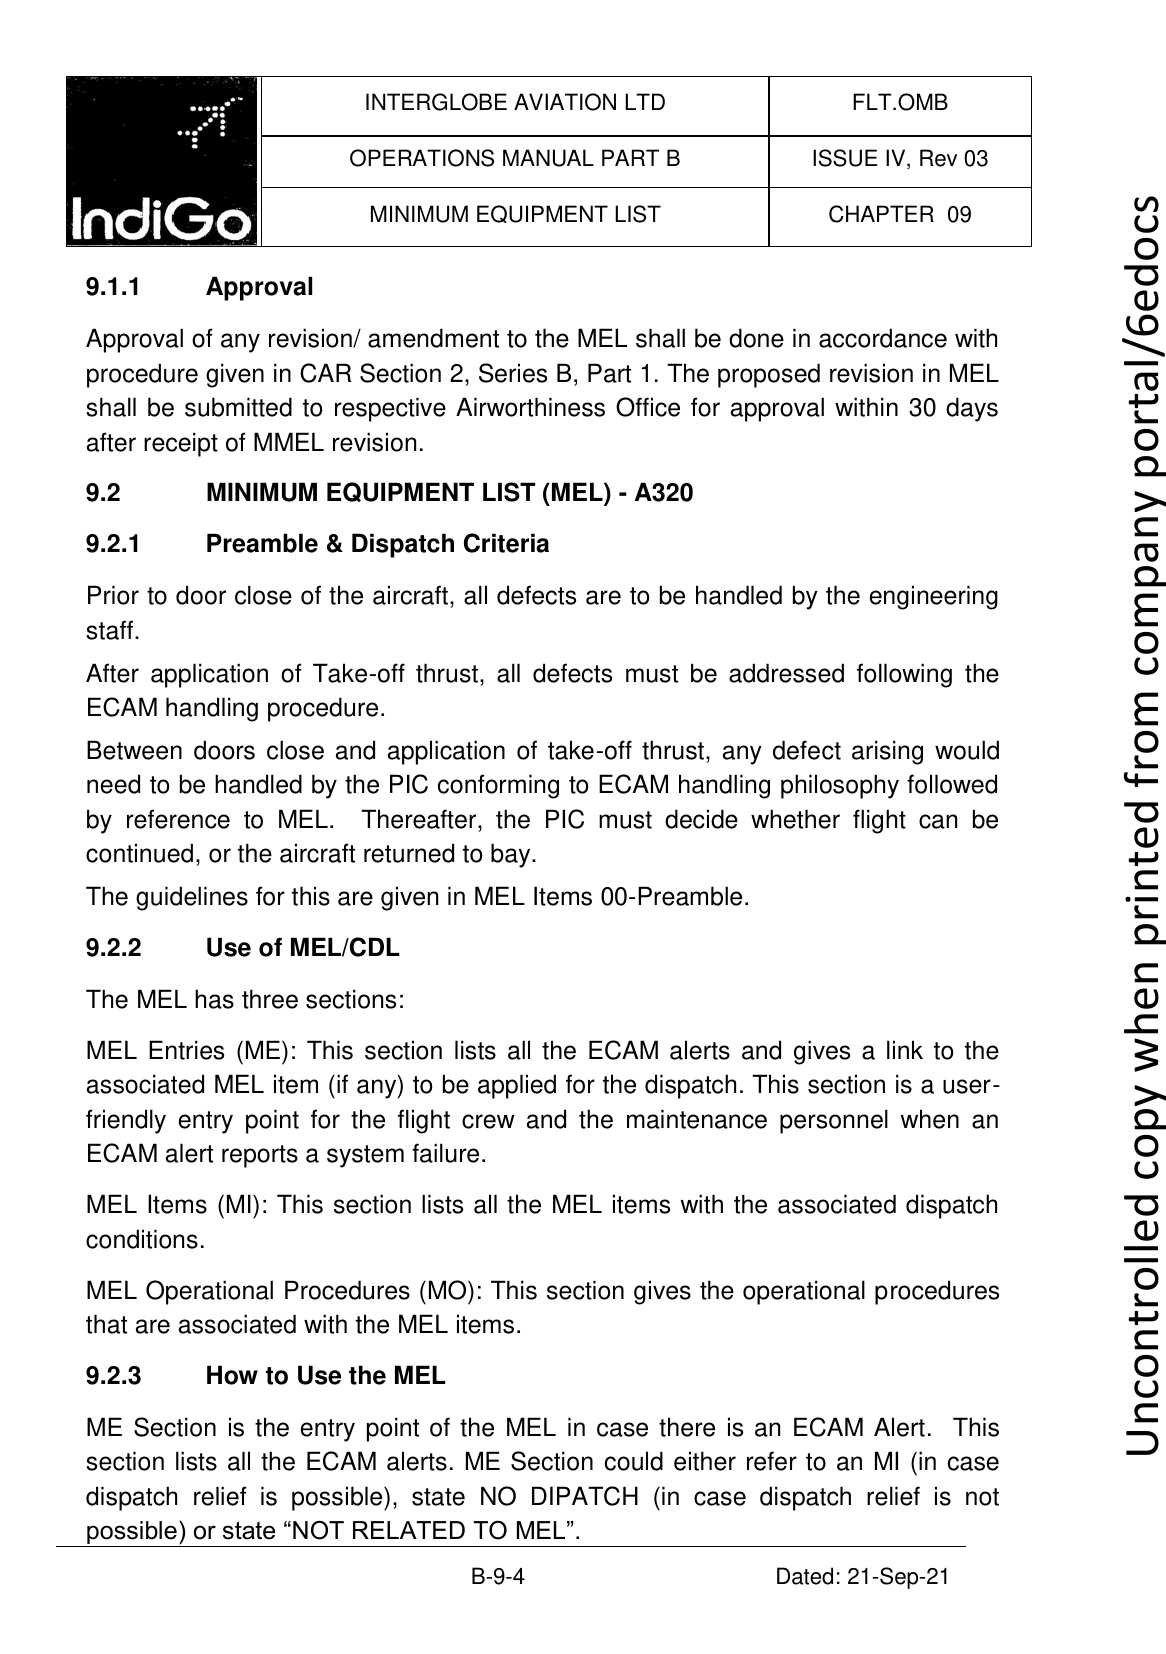 IndiGo
INTERGLOBE AVIATION LTD
FLT.OMB
OPERATIONS MANUAL PART B
ISSUE IV, Rev 03
MINIMUM EQUIPMENT LIST
CHAPTER 09
9.1.1 Approval
Approval of any revision/ amendment to the MEL shall be done in accordance with
procedure given in CAR Section 2, Series B, Part 1. The proposed revision in MEL
shall be submitted to respective Airworthiness Office for approval within 30 days
after receipt of MMEL revision.
9.2 MINIMUM EQUIPMENT LIST (MEL) - A320
9.2.1 Preamble & Dispatch Criteria
Prior to door close of the aircraft, all defects are to be handled by the engineering
staff.
After application of Take-off thrust, all defects must be addressed following the
ECAM handling procedure.
Between doors close and application of take-off thrust, any defect arising would
need to be handled by the PIC conforming to ECAM handling philosophy followed
by reference to MEL. Thereafter, the PIC must decide whether flight can be
continued, or the aircraft returned to bay.
The guidelines for this are given in MEL Items 00-Preamble.
9.2.2 Use of MEL/CDL
The MEL has three sections:
MEL Entries (ME): This section lists all the ECAM alerts and gives a link to the
associated MEL item (if any) to be applied for the dispatch. This section is a user-
friendly entry point for the flight crew and the maintenance personnel when an
ECAM alert reports a system failure.
MEL Items (MI): This section lists all the MEL items with the associated dispatch
conditions.
MEL Operational Procedures (MO): This section gives the operational procedures
that are associated with the MEL items.
9.2.3 How to Use the MEL
ME Section is the entry point of the MEL in case there is an ECAM Alert. This
section lists all the ECAM alerts. ME Section could either refer to an MI (in case
dispatch relief is possible), state NO DIPATCH (in case dispatch relief is not
possible) or state “NOT RELATED TO MEL”.
B-9-4
Dated: 21-Sep-21
Uncontrolled copy when printed from company portal/6edocs